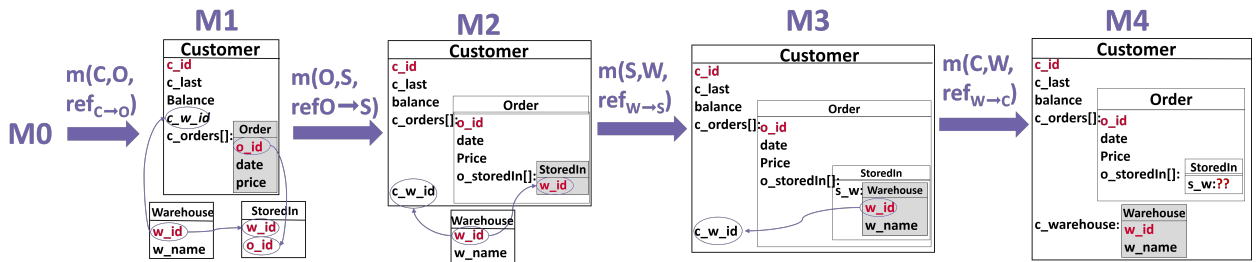 M0
m(C,O,
ref C→O)
M1
Customer
c_id
c_last
Balance
c_w_id
c_orders[]:
Order
o_id
date
price
Warehouse
w_id
w_name
StoredIn
w_id
o_id
m(O,S,
refO→S)
M2
Customer
c_id
c_last
balance
c_orders[]:
Order
o_id
date
Price
o_storedIn[]:
StoredIn
w_id
c_w_id
Warehouse
w_id
w_name
m(S,W,
ref W→S)
M3
Customer
c_id
c_last
balance
c_orders[]:
Order
o_id
date
Price
o_storedIn[]:
StoredIn
s_w:
Warehouse
w_id
w_name
c_w_id
m(C,W,
ref W→C)
M4
Customer
c_id
c_last
balance
c_orders[]:
Order
o_id
date
Price
o_storedIn[]:
StoredIn
s_w:??
c_warehouse:
Warehouse
w_id
w_name